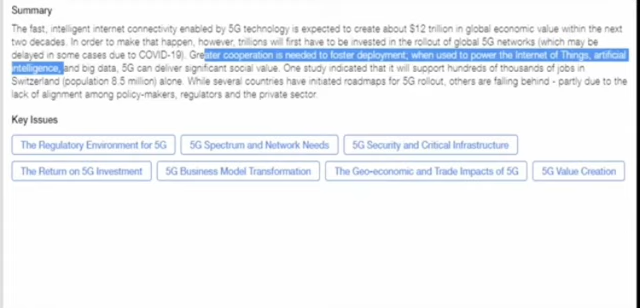 Summary
The fast, intelligent internet connectivity enabled by 5G technology is expected to create about $12 trillion in global economic value within the next
two decades. In order to make that happen, however, trillions will first have to be invested in the rollout of global 5G networks (which may be
delayed in some cases due to COVID-19). Greater cooperation is needed to foster deployment, when used to power the Internet of Things, artificial
intelligence, and big data, 5G can deliver significant social value. One study indicated that it will support hundreds of thousands of jobs in
Switzerland (population 8.5 million) alone. While several countries have initiated roadmaps for 5G rollout, others are falling behind - partly due to the
lack of alignment among policy-makers, regulators and the private sector.
Key Issues
The Regulatory Environment for 5G
5G Spectrum and Network Needs
5G Security and Critical Infrastructure
The Return on 5G Investment
5G Business Model Transformation
The Geo-economic and Trade Impacts of 5G
5G Value Creation